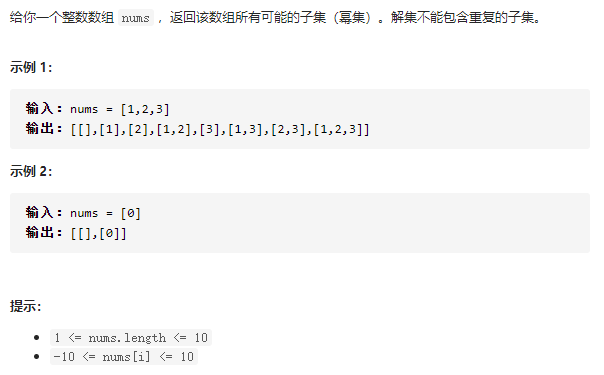 给你一个整数数组 nums ，返回该数组所有可能的子集（幂集）。解集不能包含重复的子集。
示例 1：
输入：nums = [1,2,3]
输出：[[],[1],[2],[1,2],[3],[1,3],[2,3],[1,2,3]]
示例 2：
输入：nums = [0]
输出：[[],[0]]
提示：
• 1 <= nums.length <= 10
• -10 <= nums[i] <= 10